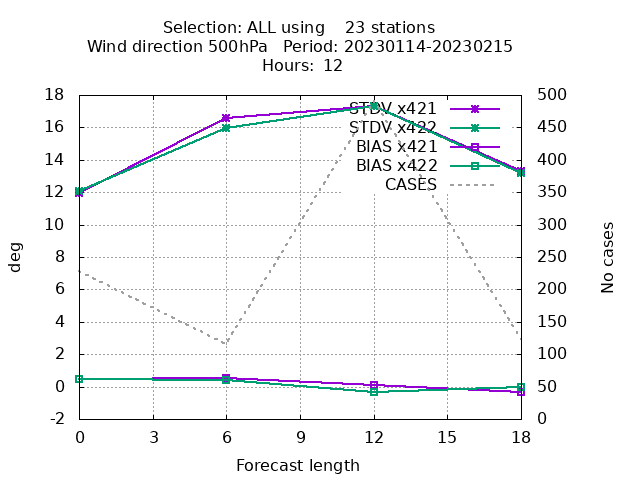 Selection: ALL using    23 stations
Wind direction 500hPa   Period: 20230114-20230215
Hours: 12
STDV x421
STDV x422
BIAS x421
BIAS x422
CASES
18
16
14
12
10
8
6
4
2
0
-2
deg
500
450
400
350
300
250
200
150
100
50
0
No cases
0 3 6 9 12 15 18
Forecast length